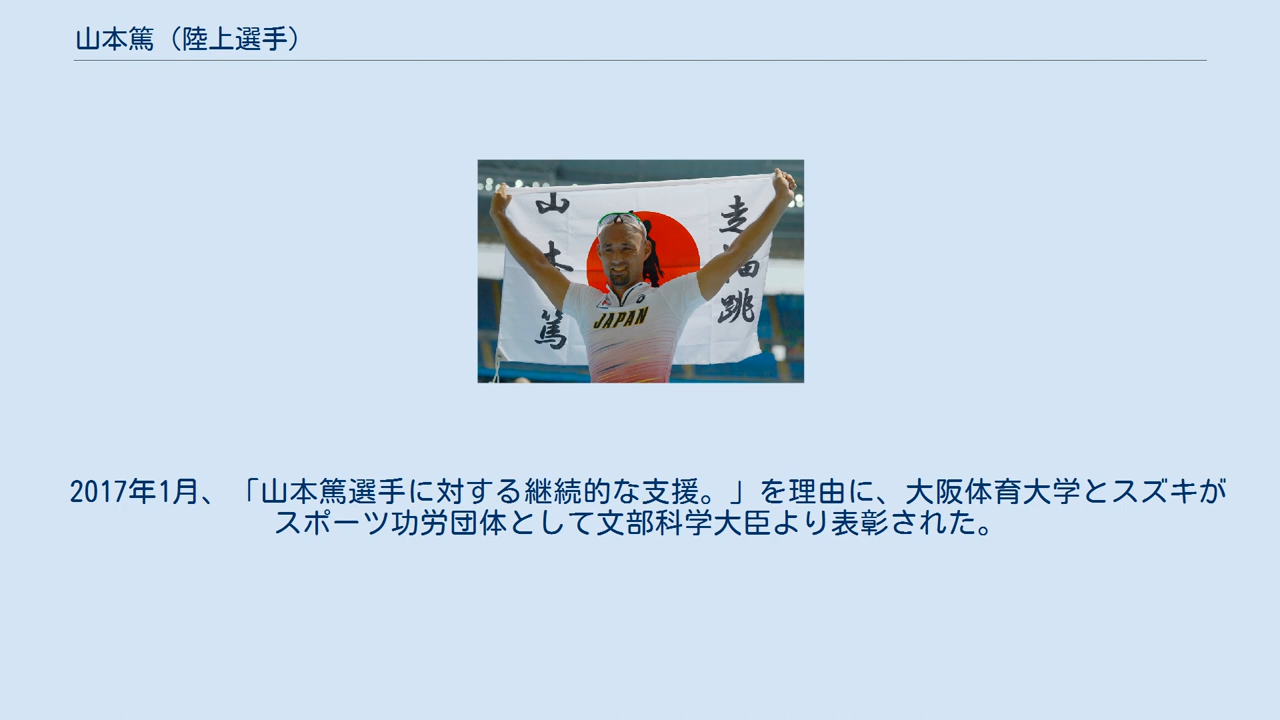 山本篤（陸上選手）
山本篤
走幅跳
JAPAN
2017年1月、「山本篤選手に対する継続的な支援。」を理由に、大阪体育大学とスズキが
スポーツ功労団体として文部科学大臣より表彰された。